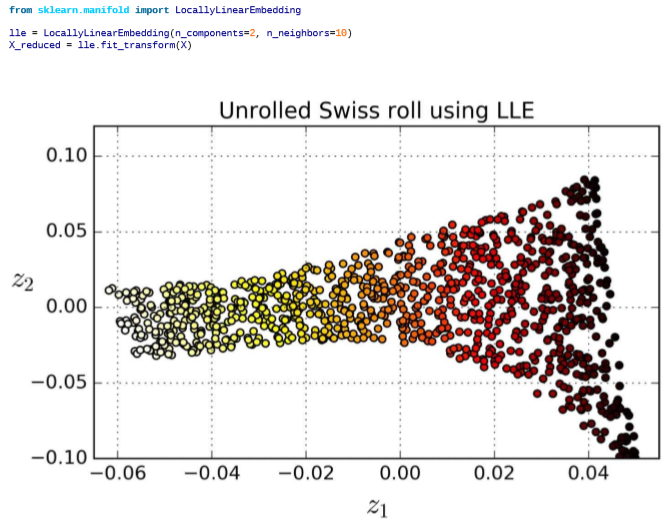 from sklearn.manifold import LocallyLinearEmbedding
lle = LocallyLinearEmbedding(n_components=2, n_neighbors=10)
X_reduced = lle.fit_transform(X)
Unrolled Swiss roll using LLE
0.10
0.05
z₂
0.00
−0.05
−0.10
−0.06 −0.04 −0.02 0.00 0.02 0.04
z₁